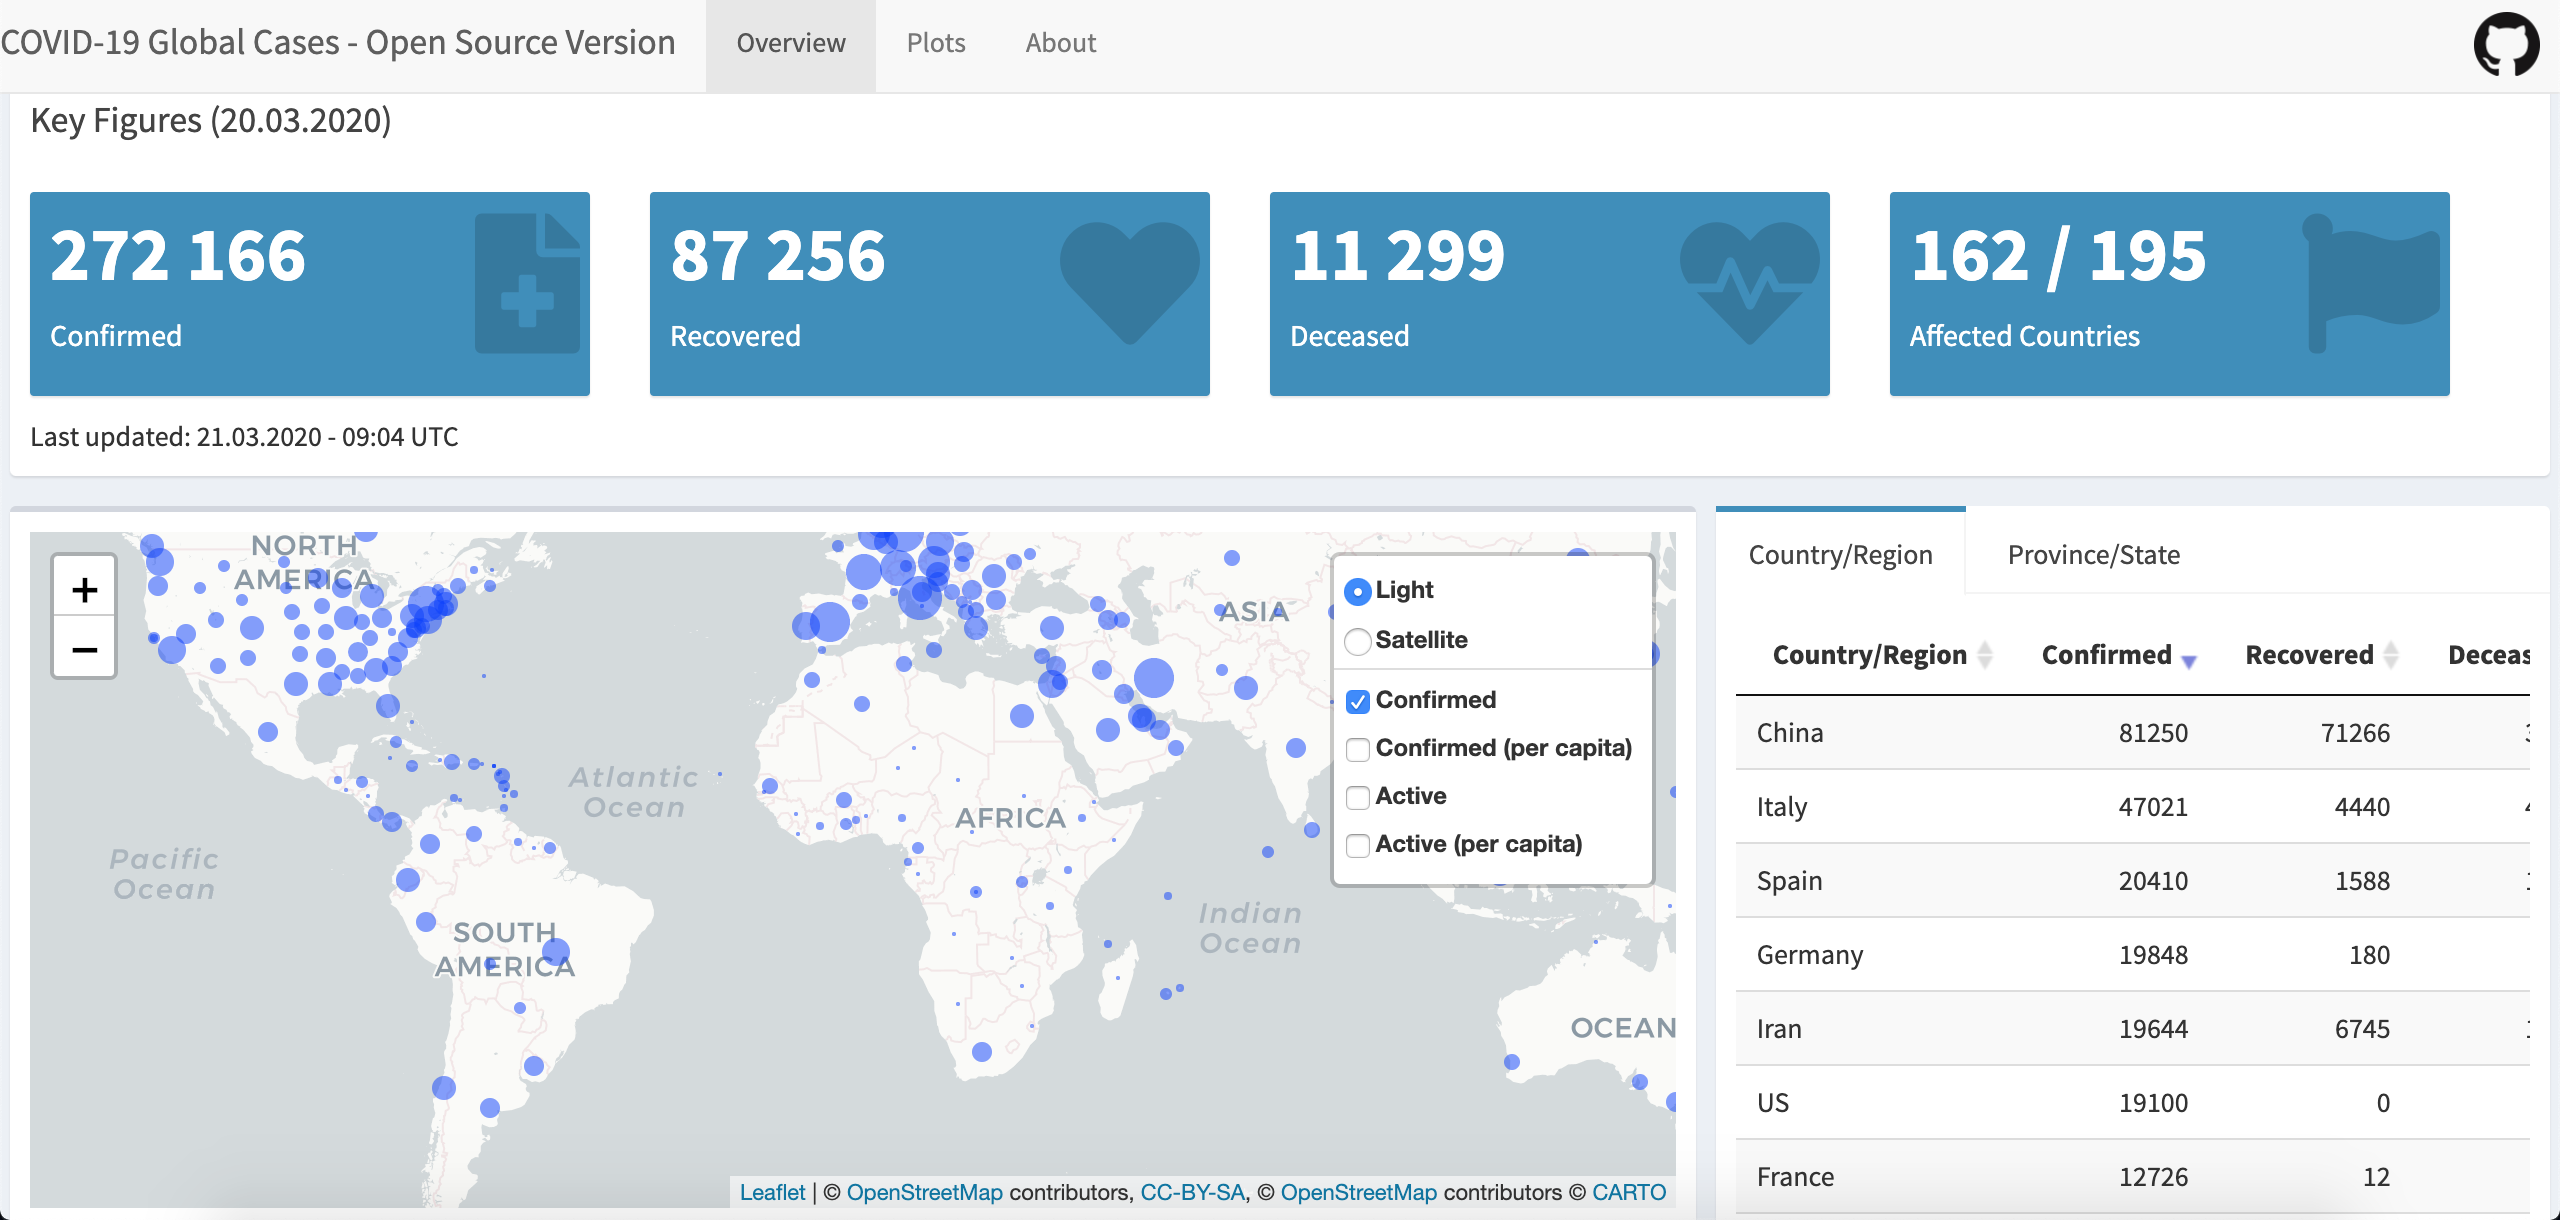 COVID-19 Global Cases - Open Source Version
Overview
Plots
About
Key Figures (20.03.2020)
272 166
Confirmed
87 256
Recovered
11 299
Deceased
162 / 195
Affected Countries
Last updated: 21.03.2020 - 09:04 UTC
+
−
NORTH
AMERICA
ASIA
Atlantic
Ocean
AFRICA
Pacific
Ocean
SOUTH
AMERICA
Indian
Ocean
OCEAN
Light
Satellite
Confirmed
Confirmed (per capita)
Active
Active (per capita)
Leaflet | © OpenStreetMap contributors, CC-BY-SA, © OpenStreetMap contributors © CARTO
Country/Region
Province/State
Country/Region Confirmed Recovered Deceas
China 81250 71266
Italy 47021 4440
Spain 20410 1588
Germany 19848 180
Iran 19644 6745
US 19100 0
France 12726 12